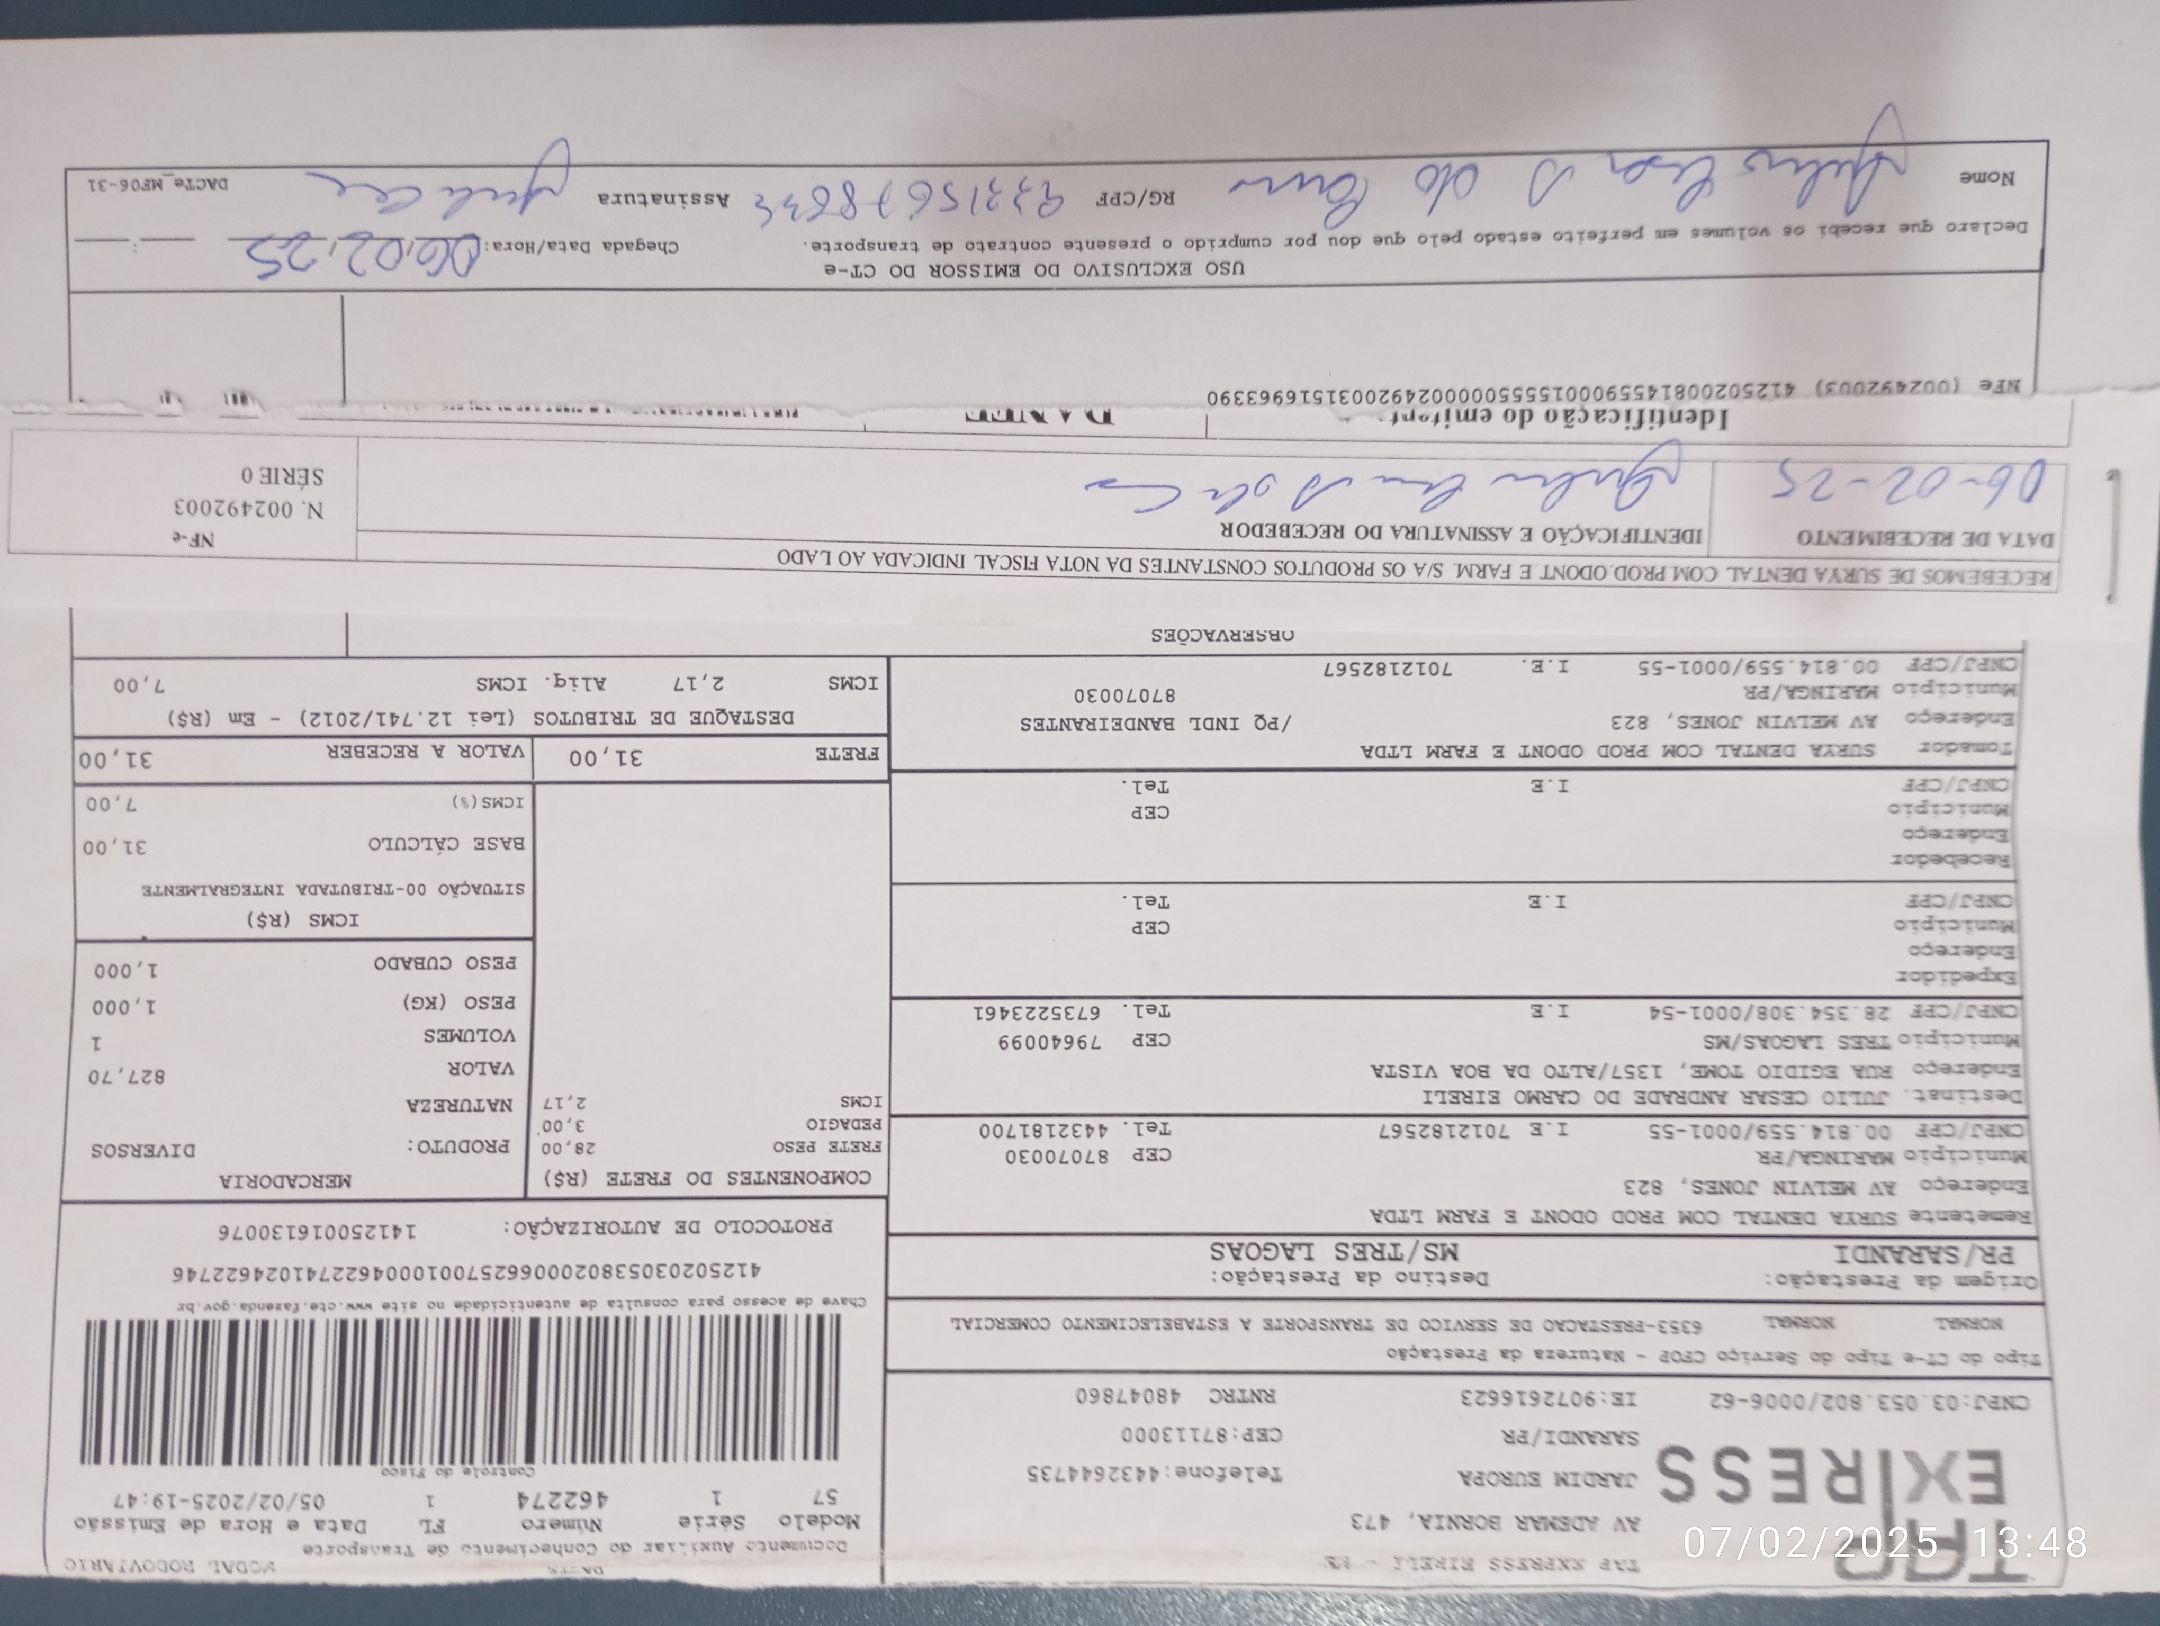 TAP EXPRESS EIRELI - ME
TAP
EXPRESS
AV ADEMAR BORNIA, 473
JARDIM EUROPA Telefone:4432644735
SARANDI/PR CEP:87113000
CNPJ:03.053.802/0006-62 IE:9072616623 RNTRC 48047860
DACTE MODAL RODOVIARIO
Documento Auxiliar do Conhecimento de Transporte
Modelo Série Número FL Data e Hora de Emissão
57 1 462274 1 05/02/2025-19:47
Controle do Fisco
Chave de acesso para consulta de autenticidade no site www.cte.fazenda.gov.br
41250203053802000662570010004622741024622746
PROTOCOLO DE AUTORIZAÇÃO: 141250016130076
Tipo do CT-e Tipo do Serviço CFOP - Natureza da Prestação
NORMAL NORMAL 6353-PRESTACAO DE SERVICO DE TRANSPORTE A ESTABELECIMENTO COMERCIAL
Origem da Prestação: Destino da Prestação:
PR/SARANDI MS/TRES LAGOAS
Remetente SURYA DENTAL COM PROD ODONT E FARM LTDA
Endereço AV MELVIN JONES, 823
Municipio MARINGA/PR CEP 87070030
CNPJ/CPF 00.814.559/0001-55 I.E 7012182567 Tel. 4432181700
Destinat. JULIO CESAR ANDRADE DO CARMO EIRELI
Endereço RUA EGIDIO TOME, 1357/ALTO DA BOA VISTA
Municipio TRES LAGOAS/MS CEP 79640099
CNPJ/CPF 28.354.308/0001-54 I.E Tel. 6735223461
Expedidor
Endereço
Municipio CEP
CNPJ/CPF I.E Tel.
Recebedor
Endereço
Municipio CEP
CNPJ/CPF I.E Tel.
Tomador SURYA DENTAL COM PROD ODONT E FARM LTDA
Endereço AV MELVIN JONES, 823 /PQ INDL BANDEIRANTES
Municipio MARINGA/PR 87070030
CNPJ/CPF 00.814.559/0001-55 I.E. 7012182567
COMPONENTES DO FRETE (R$)
FRETE PESO 28,00
PEDAGIO 3,00
ICMS 2,17
MERCADORIA
PRODUTO: DIVERSOS
NATUREZA
VALOR 827,70
VOLUMES 1
PESO (KG) 1,000
PESO CUBADO 1,000
ICMS (R$)
SITUAÇÃO 00-TRIBUTADA INTEGRALMENTE
BASE CÁLCULO 31,00
ICMS(%) 7,00
FRETE 31,00 VALOR A RECEBER 31,00
DESTAQUE DE TRIBUTOS (Lei 12.741/2012) - Em (R$)
ICMS 2,17 Aliq. ICMS 7,00
OBSERVAÇÕES
RECEBEMOS DE SURYA DENTAL COM PROD.ODONT E FARM. S/A OS PRODUTOS CONSTANTES DA NOTA FISCAL INDICADA AO LADO
DATA DE RECEBIMENTO IDENTIFICAÇÃO E ASSINATURA DO RECEBEDOR
06-02-25
NF-e
N. 002492003
SÉRIE 0
Identificação do emitente DANFE
NFe (002492003) 41250200814559000155550000024920031516963390
USO EXCLUSIVO DO EMISSOR DO CT-e
Declaro que recebi os volumes em perfeito estado pelo que dou por cumprido o presente contrato de transporte. Chegada Data/Hora: 06/02/25
Nome RG/CPF Assinatura DACTe_MF06-31
07/02/2025 13:48